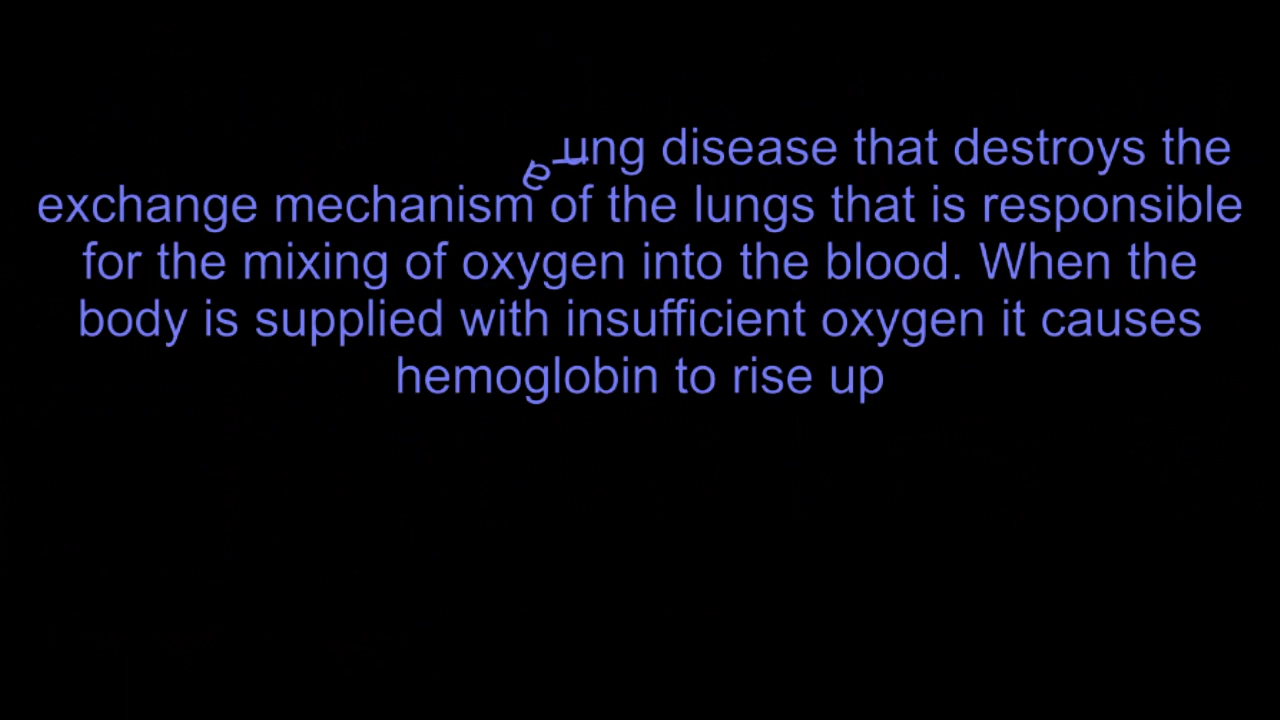 a lung disease that destroys the
exchange mechanism of the lungs that is responsible
for the mixing of oxygen into the blood. When the
body is supplied with insufficient oxygen it causes
hemoglobin to rise up